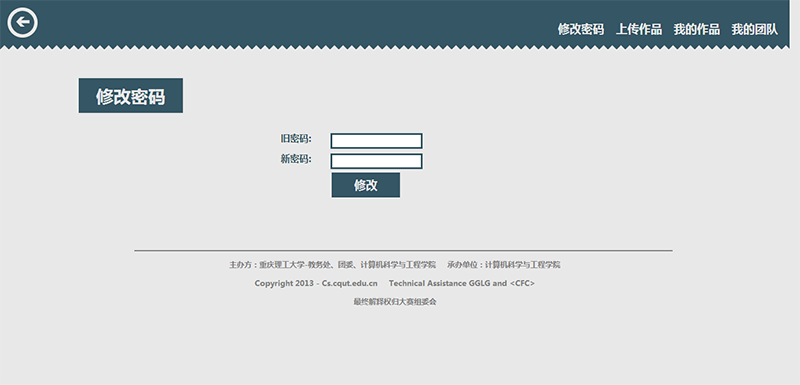 修改密码 上传作品 我的作品 我的团队
修改密码
旧密码:
新密码:
修改
主办方：重庆理工大学-教务处、团委、计算机科学与工程学院 承办单位：计算机科学与工程学院
Copyright 2013 - Cs.cqut.edu.cn Technical Assistance GGLG and <CFC>
最终解释权归大赛组委会